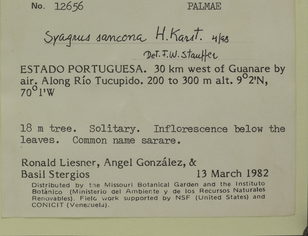 No. 12656 PALMAE
Syagrus sancona H. Karst. 4/88
Det. F.W. Stauffer
ESTADO PORTUGUESA. 30 km west of Guanare by
air. Along Río Tucupido. 200 to 300 m alt. 9°2'N,
70°1'W
18 m tree. Solitary. Inflorescence below the
leaves. Common name sarare.
Ronald Liesner, Angel González, &
Basil Stergios 13 March 1982
Distributed by the Missouri Botanical Garden and the Instituto
Botánico (Ministerio del Ambiente y de los Recursos Naturales
Renovables). Field work supported by NSF (United States) and
CONICIT (Venezuela).